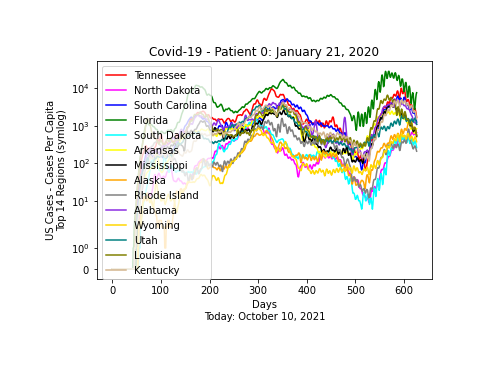 Covid-19 - Patient 0: January 21, 2020
US Cases - Cases Per Capita
Top 14 Regions (symlog)
10⁴
10³
10²
10¹
10⁰
0
Tennessee
North Dakota
South Carolina
Florida
South Dakota
Arkansas
Mississippi
Alaska
Rhode Island
Alabama
Wyoming
Utah
Louisiana
Kentucky
0 100 200 300 400 500 600
Days
Today: October 10, 2021